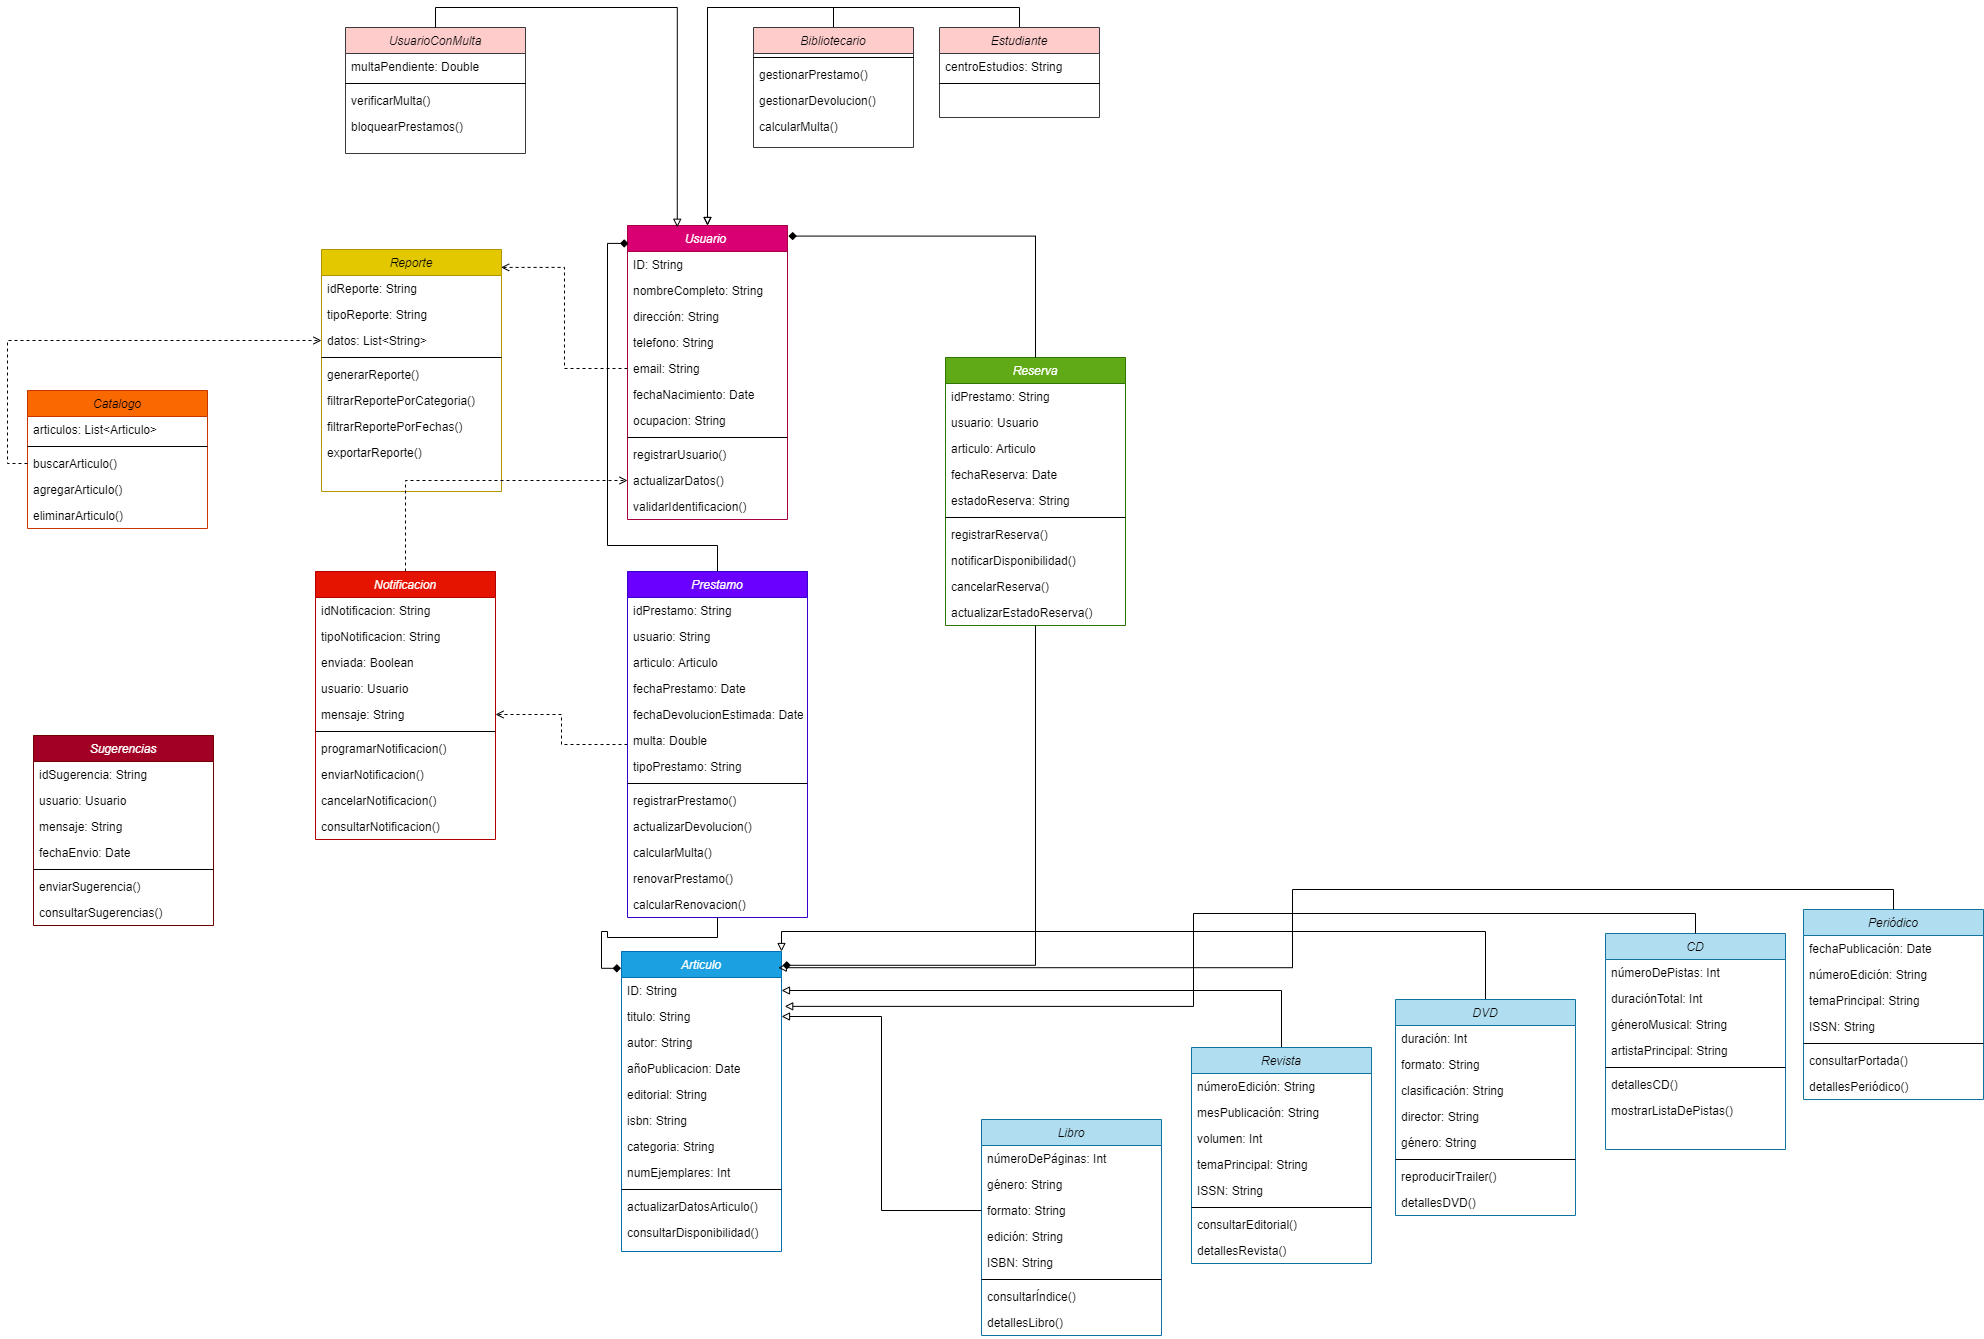 UsuarioConMulta
multaPendiente: Double
verificarMulta()
bloquearPrestamos()
Bibliotecario
gestionarPrestamo()
gestionarDevolucion()
calcularMulta()
Estudiante
centroEstudios: String
Usuario
ID: String
nombreCompleto: String
dirección: String
telefono: String
email: String
fechaNacimiento: Date
ocupacion: String
registrarUsuario()
actualizarDatos()
validarIdentificacion()
Reporte
idReporte: String
tipoReporte: String
datos: List<String>
generarReporte()
filtrarReportePorCategoria()
filtrarReportePorFechas()
exportarReporte()
Catalogo
articulos: List<Articulo>
buscarArticulo()
agregarArticulo()
eliminarArticulo()
Reserva
idPrestamo: String
usuario: Usuario
articulo: Articulo
fechaReserva: Date
estadoReserva: String
registrarReserva()
notificarDisponibilidad()
cancelarReserva()
actualizarEstadoReserva()
Notificacion
idNotificacion: String
tipoNotificacion: String
enviada: Boolean
usuario: Usuario
mensaje: String
programarNotificacion()
enviarNotificacion()
cancelarNotificacion()
consultarNotificacion()
Prestamo
idPrestamo: String
usuario: String
articulo: Articulo
fechaPrestamo: Date
fechaDevolucionEstimada: Date
multa: Double
tipoPrestamo: String
registrarPrestamo()
actualizarDevolucion()
calcularMulta()
renovarPrestamo()
calcularRenovacion()
Sugerencias
idSugerencia: String
usuario: Usuario
mensaje: String
fechaEnvio: Date
enviarSugerencia()
consultarSugerencias()
Articulo
ID: String
titulo: String
autor: String
añoPublicacion: Date
editorial: String
isbn: String
categoria: String
numEjemplares: Int
actualizarDatosArticulo()
consultarDisponibilidad()
Libro
númeroDePáginas: Int
género: String
formato: String
edición: String
ISBN: String
consultarÍndice()
detallesLibro()
Revista
númeroEdición: String
mesPublicación: String
volumen: Int
temaPrincipal: String
ISSN: String
consultarEditorial()
detallesRevista()
DVD
duración: Int
formato: String
clasificación: String
director: String
género: String
reproducirTrailer()
detallesDVD()
CD
númeroDePistas: Int
duraciónTotal: Int
géneroMusical: String
artistaPrincipal: String
detallesCD()
mostrarListaDePistas()
Periódico
fechaPublicación: Date
númeroEdición: String
temaPrincipal: String
ISSN: String
consultarPortada()
detallesPeriódico()